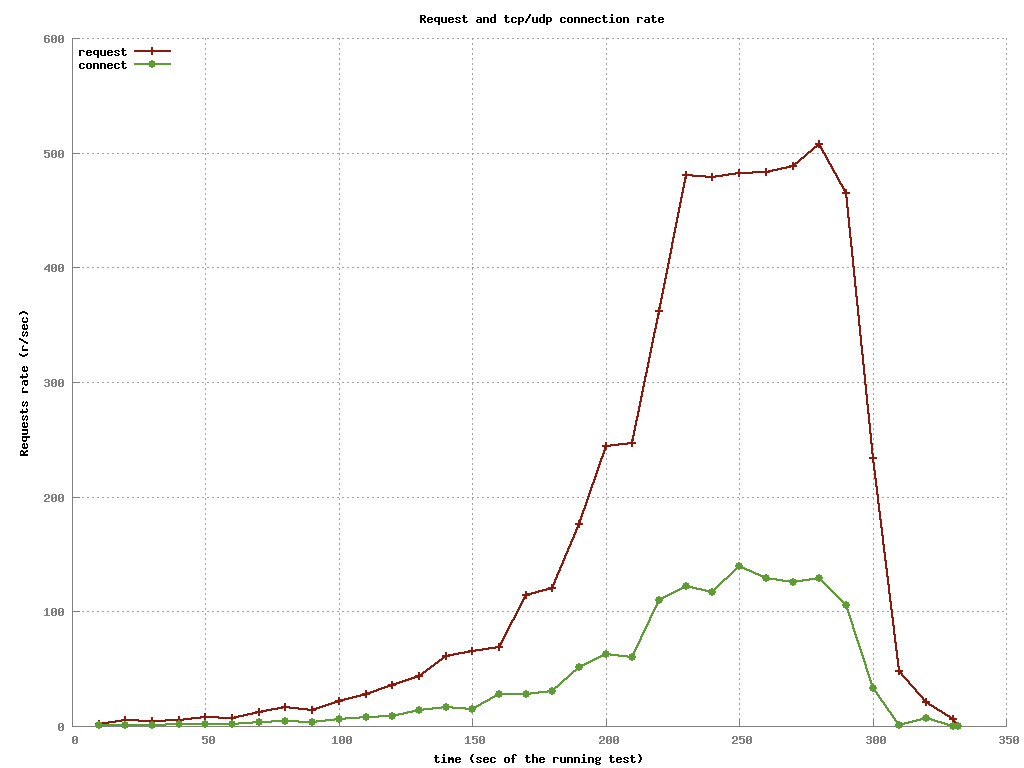 Request and tcp/udp connection rate
600
request
connect
500
400
300
200
100
0
Requests rate (r/sec)
0 50 100 150 200 250 300 350
time (sec of the running test)